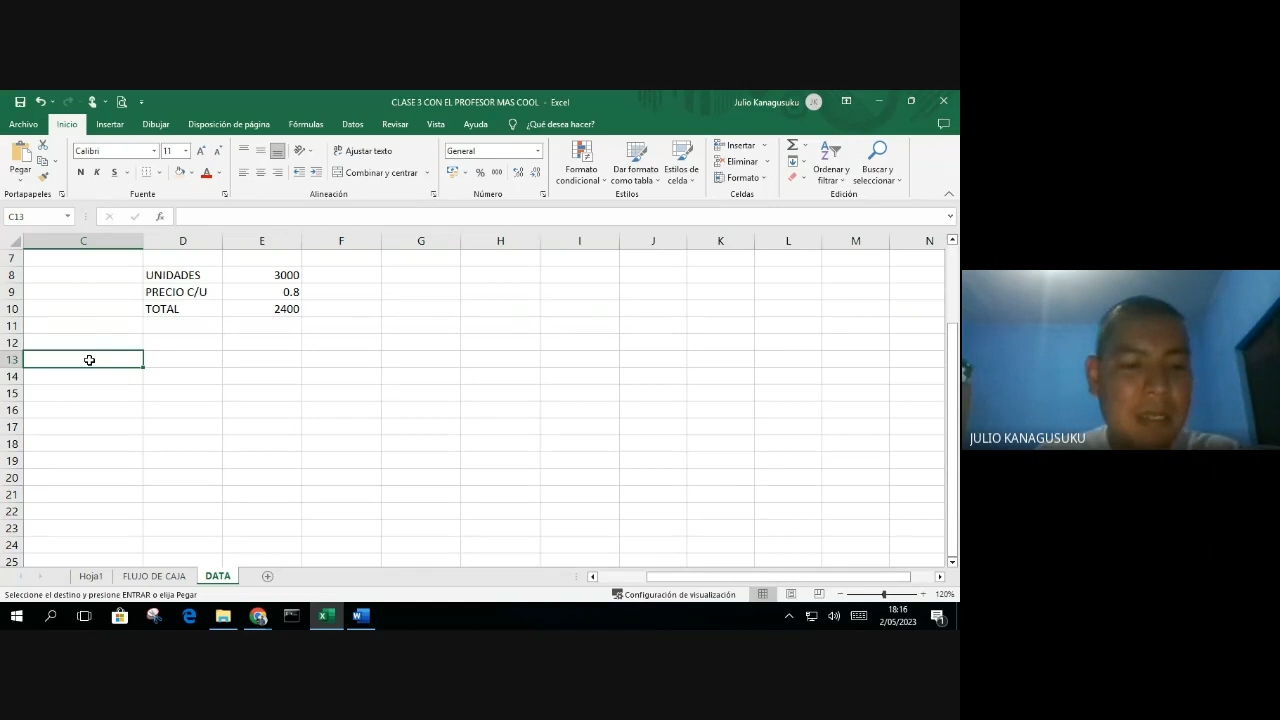 CLASE 3 CON EL PROFESOR MAS COOL - Excel
Julio Kanagusuku JK
Archivo Inicio Insertar Dibujar Disposición de página Fórmulas Datos Revisar Vista Ayuda ¿Qué desea hacer?
Pegar
Calibri 11
Ajustar texto
General
Formato condicional
Dar formato como tabla
Estilos de celda
Insertar
Eliminar
Formato
Ordenar y filtrar
Buscar y seleccionar
N K S
Combinar y centrar
% 000
Portapapeles Fuente Alineación Número Estilos Celdas Edición
C13 fx
C D E F G H I J K L M N
7
8 UNIDADES 3000
9 PRECIO C/U 0.8
10 TOTAL 2400
11
12
13
14
15
16
17
18
19
20
21
22
23
24
25
Hoja1 FLUJO DE CAJA DATA
Seleccione el destino y presione ENTRAR o elija Pegar Configuración de visualización 120%
18:16
2/05/2023
JULIO KANAGUSUKU